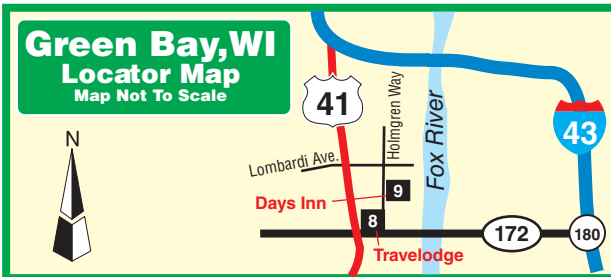 Green Bay,WI
Locator Map
Map Not To Scale
N
41
Holmgren Way
Fox River
43
Lombardi Ave.
9
Days Inn
8
172
180
Travelodge